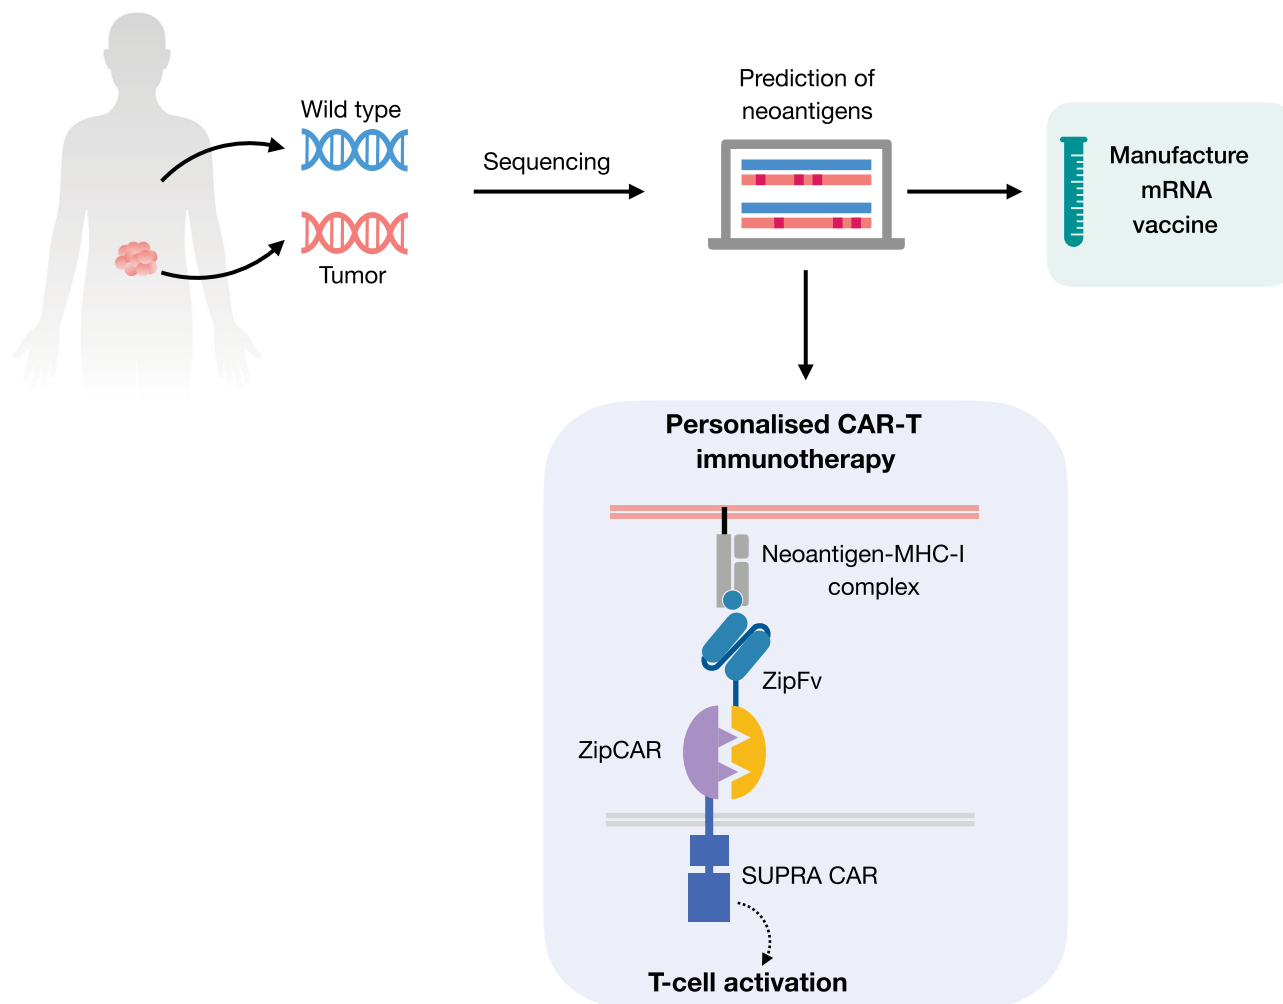 Wild type
Tumor
Sequencing
Prediction of
neoantigens
Manufacture
mRNA
vaccine
Personalised CAR-T
immunotherapy
Neoantigen-MHC-I
complex
ZipFv
ZipCAR
SUPRA CAR
T-cell activation